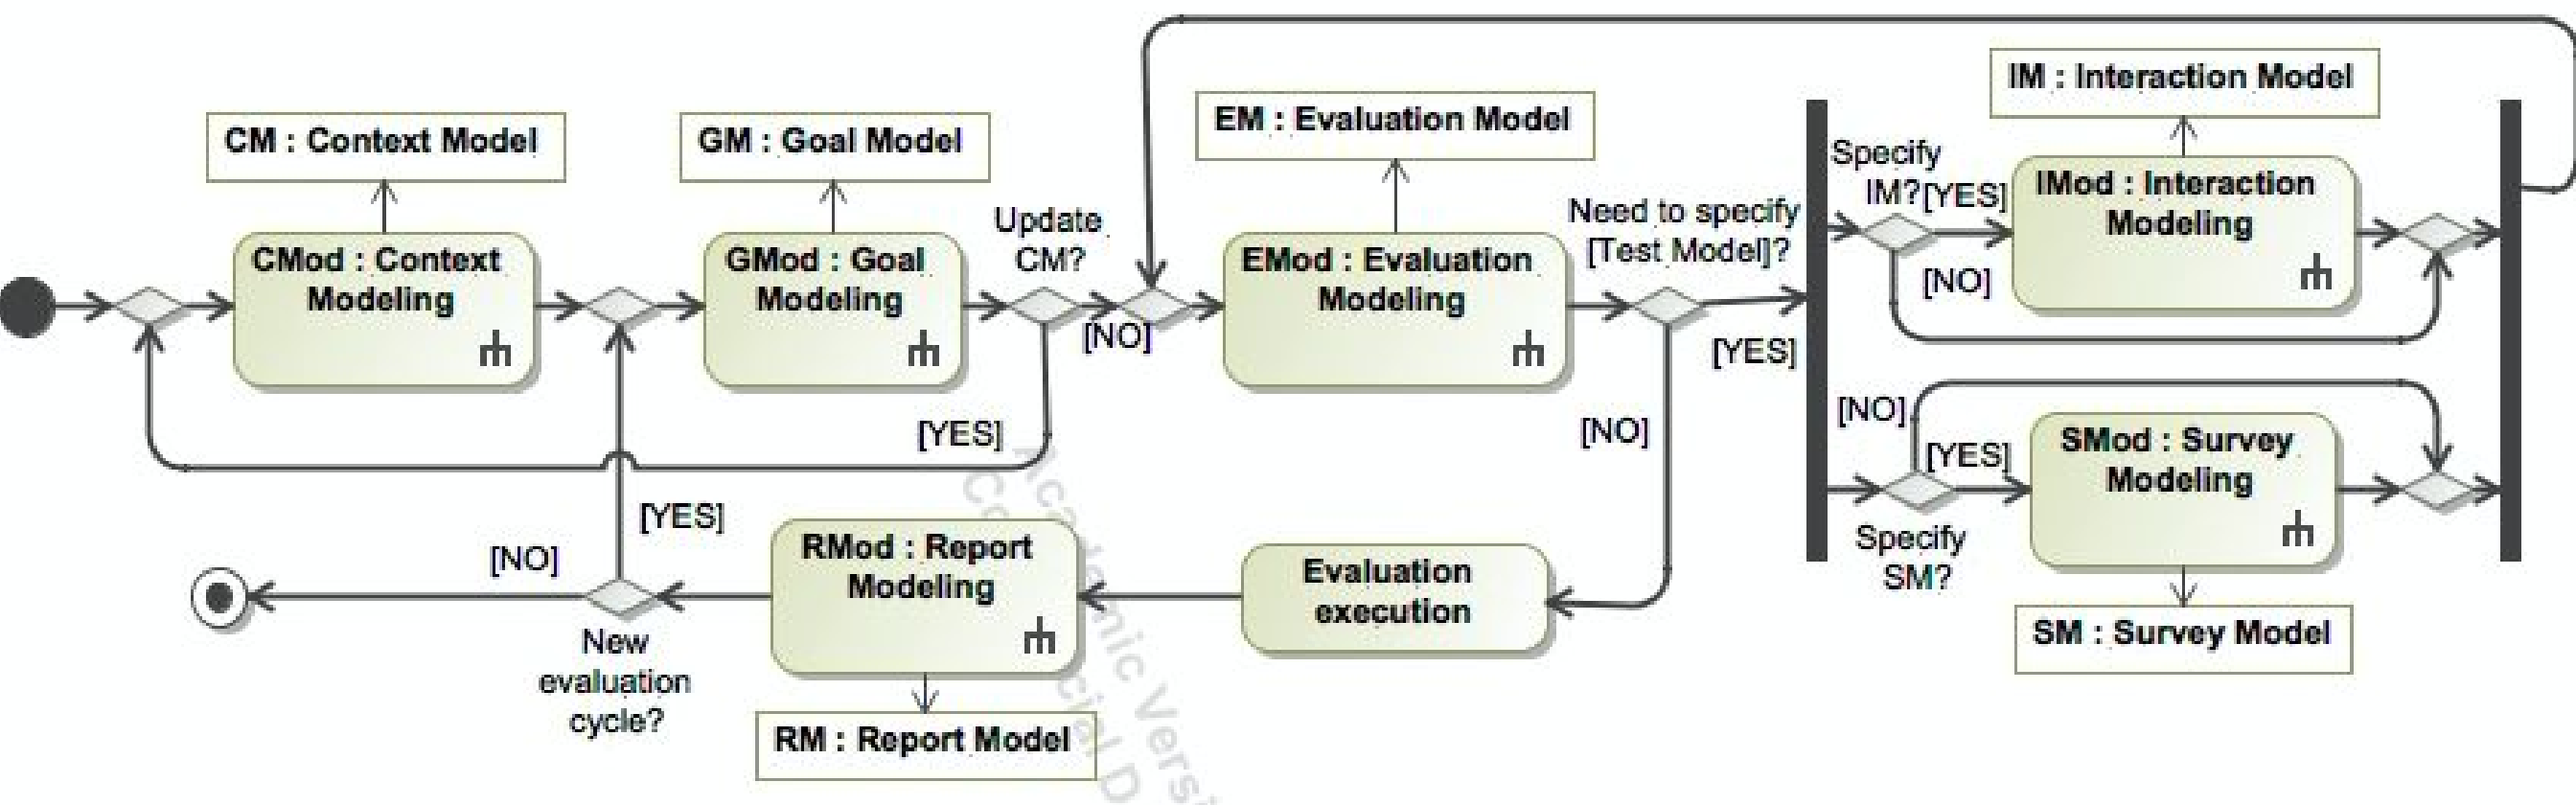 CM : Context Model
GM : Goal Model
EM : Evaluation Model
IM : Interaction Model
CMod : Context
Modeling
GMod : Goal
Modeling
Update
CM?
[NO]
[YES]
EMod : Evaluation
Modeling
Need to specify
[Test Model]?
[YES]
[NO]
Specify
IM?
[YES]
[NO]
IMod : Interaction
Modeling
[NO]
[YES]
Specify
SM?
SMod : Survey
Modeling
SM : Survey Model
Evaluation
execution
RMod : Report
Modeling
RM : Report Model
[YES]
[NO]
New
evaluation
cycle?